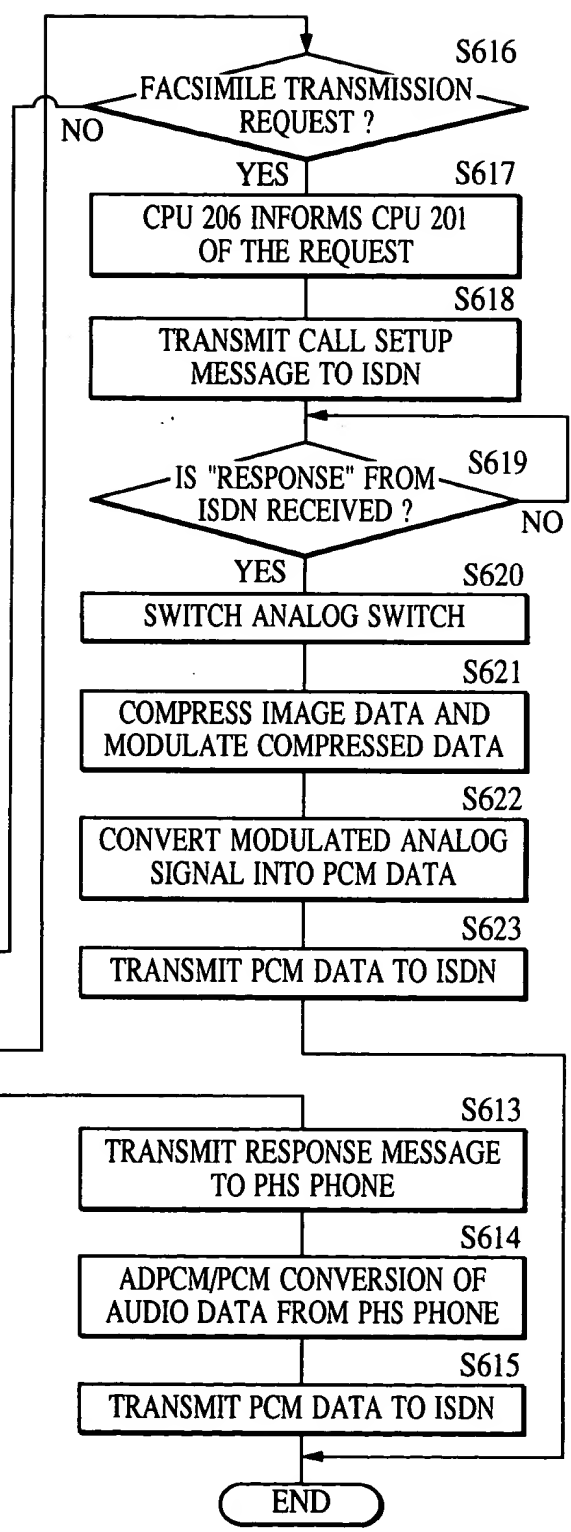 S616
FACSIMILE TRANSMISSION
REQUEST ?
NO
YES
S617
CPU 206 INFORMS CPU 201
OF THE REQUEST
S618
TRANSMIT CALL SETUP
MESSAGE TO ISDN
S619
IS "RESPONSE" FROM
ISDN RECEIVED ?
NO
YES
S620
SWITCH ANALOG SWITCH
S621
COMPRESS IMAGE DATA AND
MODULATE COMPRESSED DATA
S622
CONVERT MODULATED ANALOG
SIGNAL INTO PCM DATA
S623
TRANSMIT PCM DATA TO ISDN
S613
TRANSMIT RESPONSE MESSAGE
TO PHS PHONE
S614
ADPCM/PCM CONVERSION OF
AUDIO DATA FROM PHS PHONE
S615
TRANSMIT PCM DATA TO ISDN
END